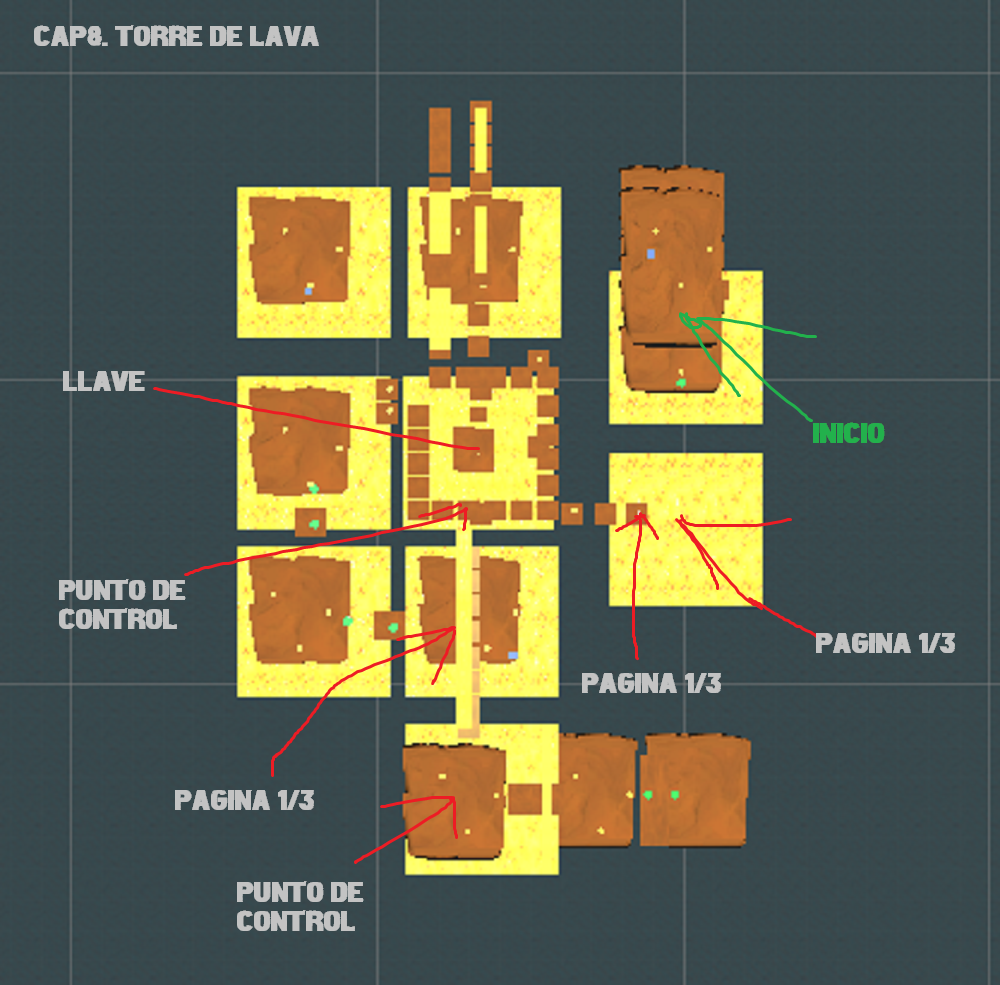 CAP8. TORRE DE LAVA
LLAVE
INICIO
PUNTO DE
CONTROL
PAGINA 1/3
PAGINA 1/3
PAGINA 1/3
PUNTO DE
CONTROL